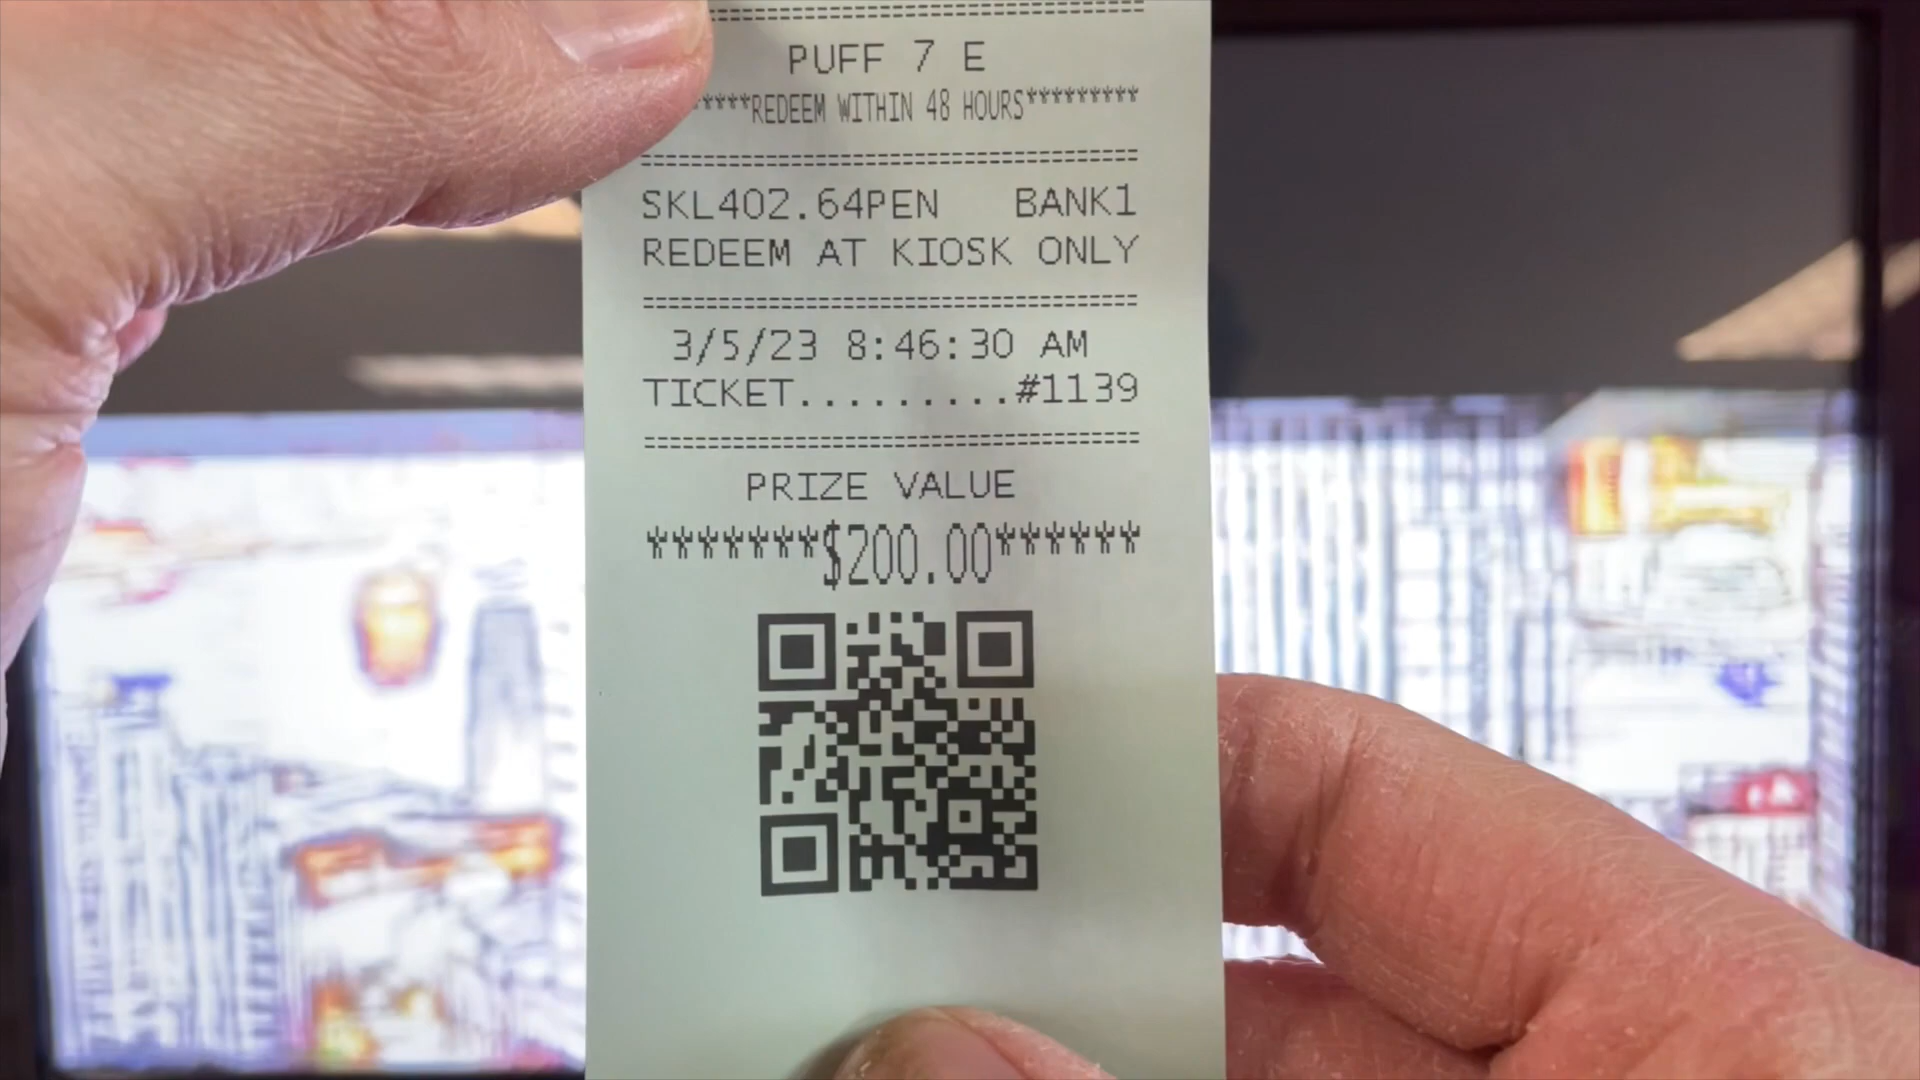 ===================================
PUFF 7 E
*****REDEEM WITHIN 48 HOURS*********
===================================
SKL402.64PEN BANK1
REDEEM AT KIOSK ONLY
===================================
3/5/23 8:46:30 AM
TICKET.........#1139
===================================
PRIZE VALUE
*******$200.00******